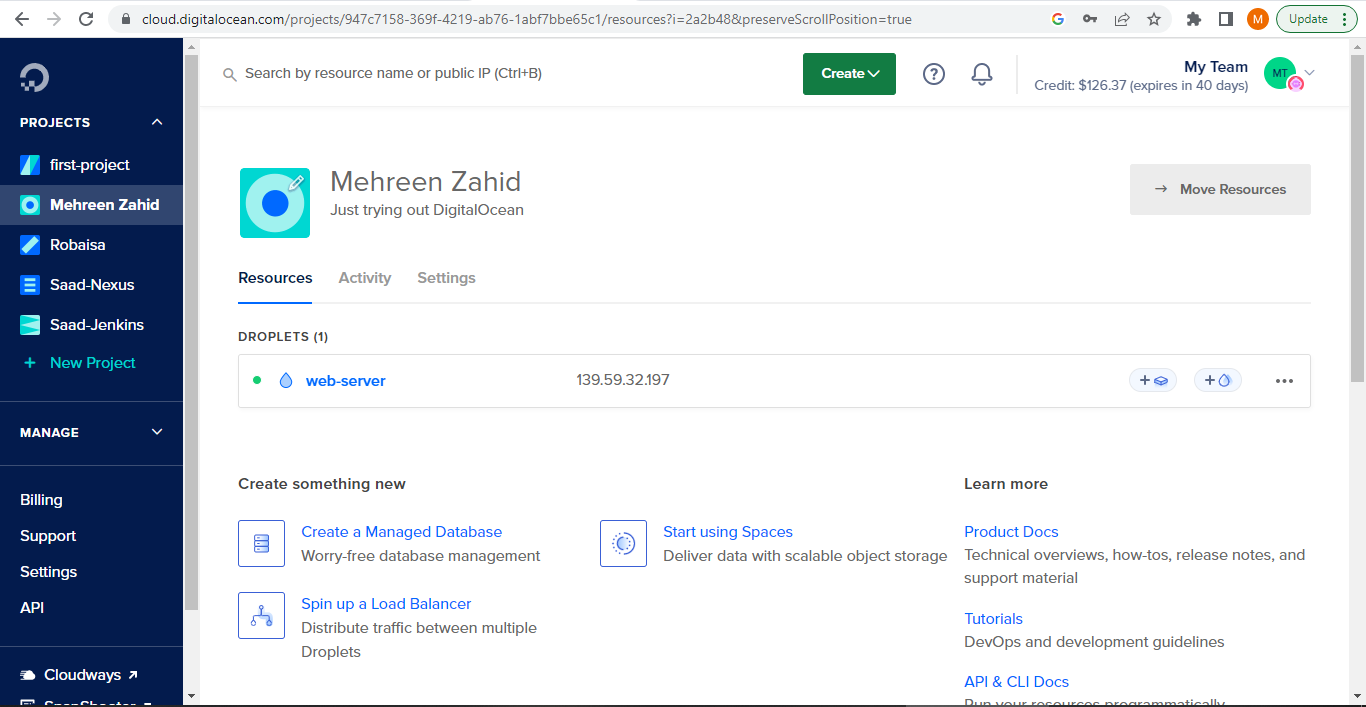 cloud.digitalocean.com/projects/947c7158-369f-4219-ab76-1abf7bbe65c1/resources?i=2a2b48&preserveScrollPosition=true
G
M
Update
PROJECTS
first-project
Mehreen Zahid
Robaisa
Saad-Nexus
Saad-Jenkins
+ New Project
MANAGE
Billing
Support
Settings
API
Cloudways
SnapShooter
Search by resource name or public IP (Ctrl+B)
Create
?
My Team
Credit: $126.37 (expires in 40 days)
MT
Mehreen Zahid
Just trying out DigitalOcean
→ Move Resources
Resources Activity Settings
DROPLETS (1)
web-server 139.59.32.197 + + •••
Create something new
Create a Managed Database
Worry-free database management
Start using Spaces
Deliver data with scalable object storage
Spin up a Load Balancer
Distribute traffic between multiple
Droplets
Learn more
Product Docs
Technical overviews, how-tos, release notes, and
support material
Tutorials
DevOps and development guidelines
API & CLI Docs
Run your resources programmatically